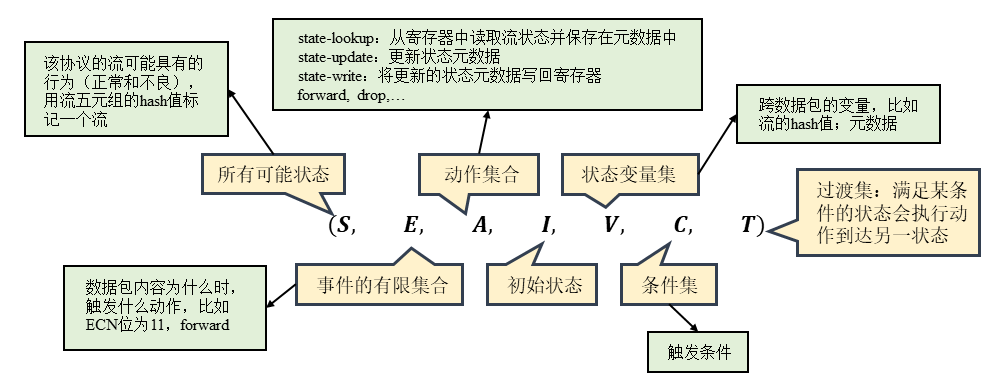 state-lookup：从寄存器中读取流状态并保存在元数据中
state-update：更新状态元数据
state-write：将更新的状态元数据写回寄存器
forward，drop,…
该协议的流可能具有的
行为（正常和不良），
用流五元组的hash值标
记一个流
跨数据包的变量，比如
流的hash值；元数据
所有可能状态
动作集合
状态变量集
过渡集：满足某条
件的状态会执行动
作到达另一状态
(S, E, A, I, V, C, T)
事件的有限集合
初始状态
条件集
数据包内容为什么时，
触发什么动作，比如
ECN位为11，forward
触发条件